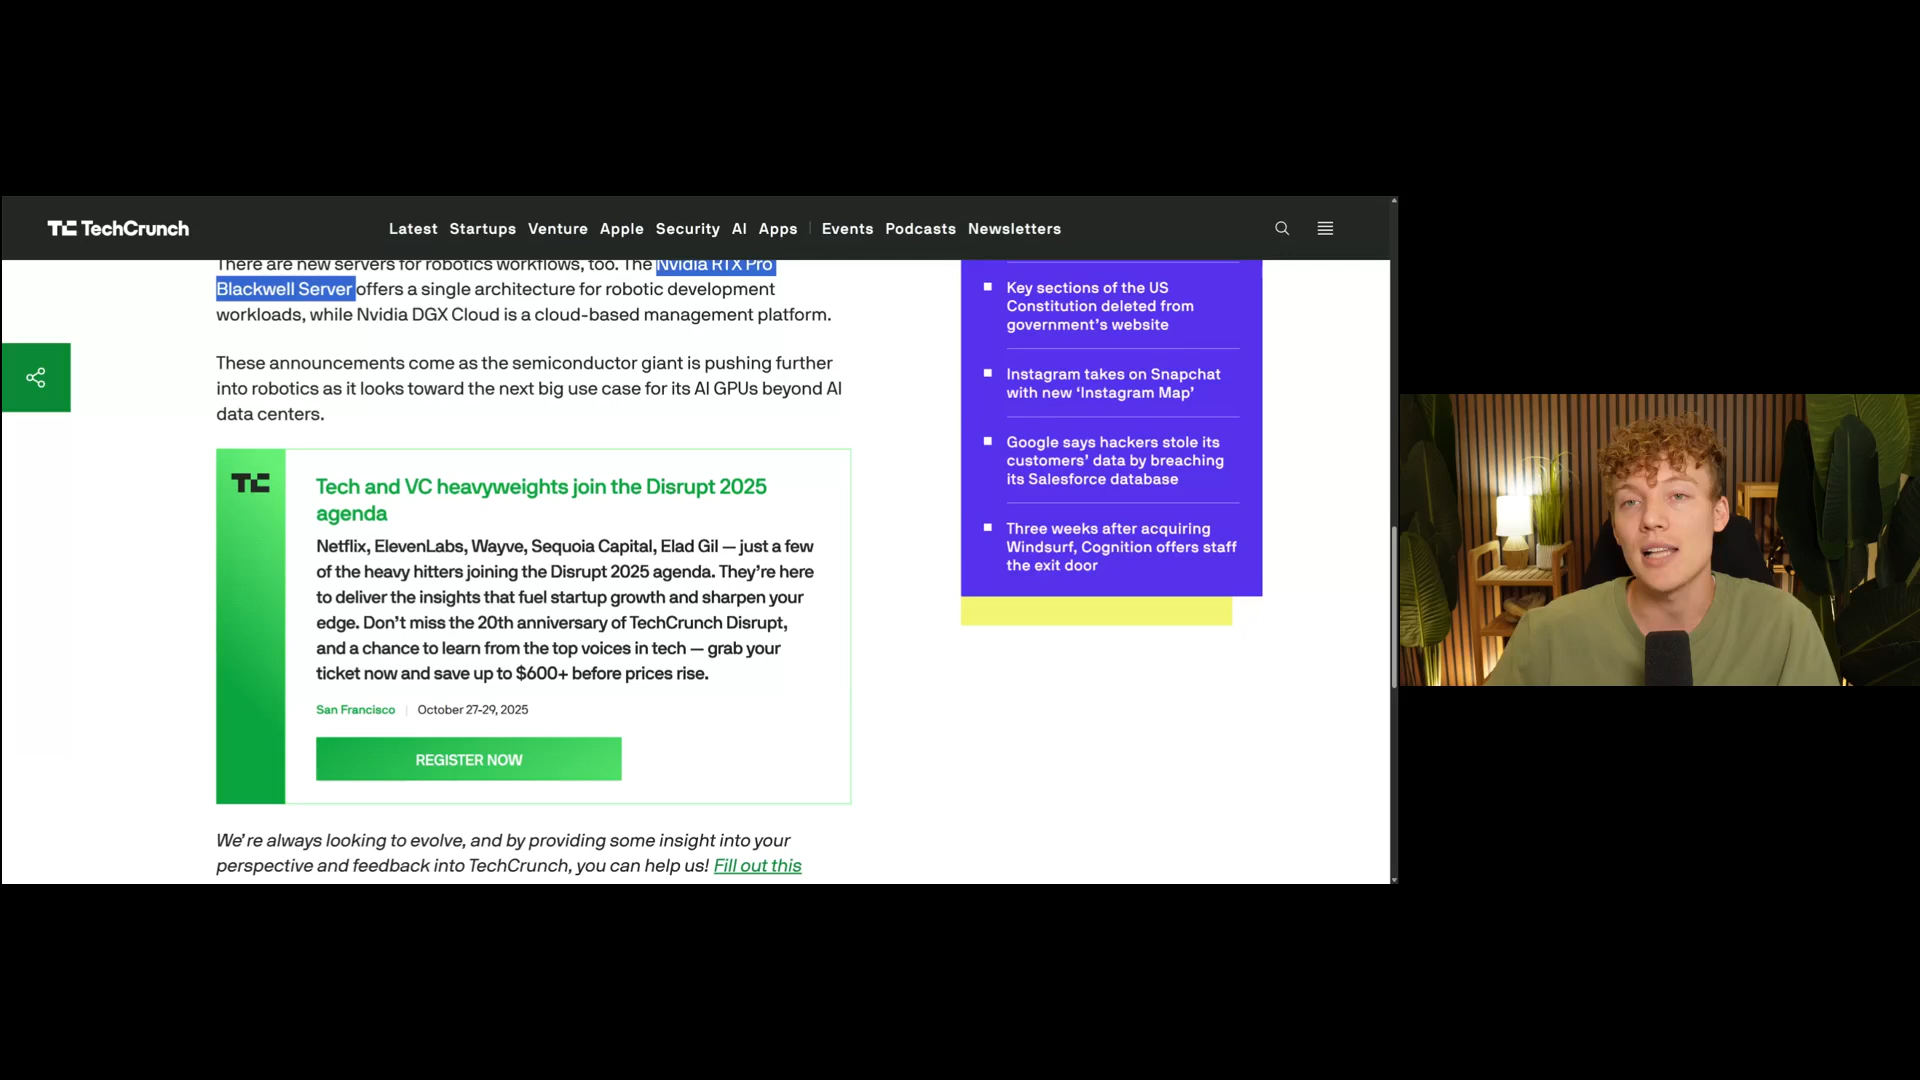 TechCrunch
Latest Startups Venture Apple Security AI Apps Events Podcasts Newsletters
There are new servers for robotics workflows, too. The Nvidia RTX Pro
Blackwell Server offers a single architecture for robotic development
workloads, while Nvidia DGX Cloud is a cloud-based management platform.
These announcements come as the semiconductor giant is pushing further
into robotics as it looks toward the next big use case for its AI GPUs beyond AI
data centers.
TC
Tech and VC heavyweights join the Disrupt 2025
agenda
Netflix, ElevenLabs, Wayve, Sequoia Capital, Elad Gil — just a few
of the heavy hitters joining the Disrupt 2025 agenda. They’re here
to deliver the insights that fuel startup growth and sharpen your
edge. Don’t miss the 20th anniversary of TechCrunch Disrupt,
and a chance to learn from the top voices in tech — grab your
ticket now and save up to $600+ before prices rise.
San Francisco | October 27-29, 2025
REGISTER NOW
We’re always looking to evolve, and by providing some insight into your
perspective and feedback into TechCrunch, you can help us! Fill out this
Key sections of the US
Constitution deleted from
government’s website
Instagram takes on Snapchat
with new ‘Instagram Map’
Google says hackers stole its
customers’ data by breaching
its Salesforce database
Three weeks after acquiring
Windsurf, Cognition offers staff
the exit door